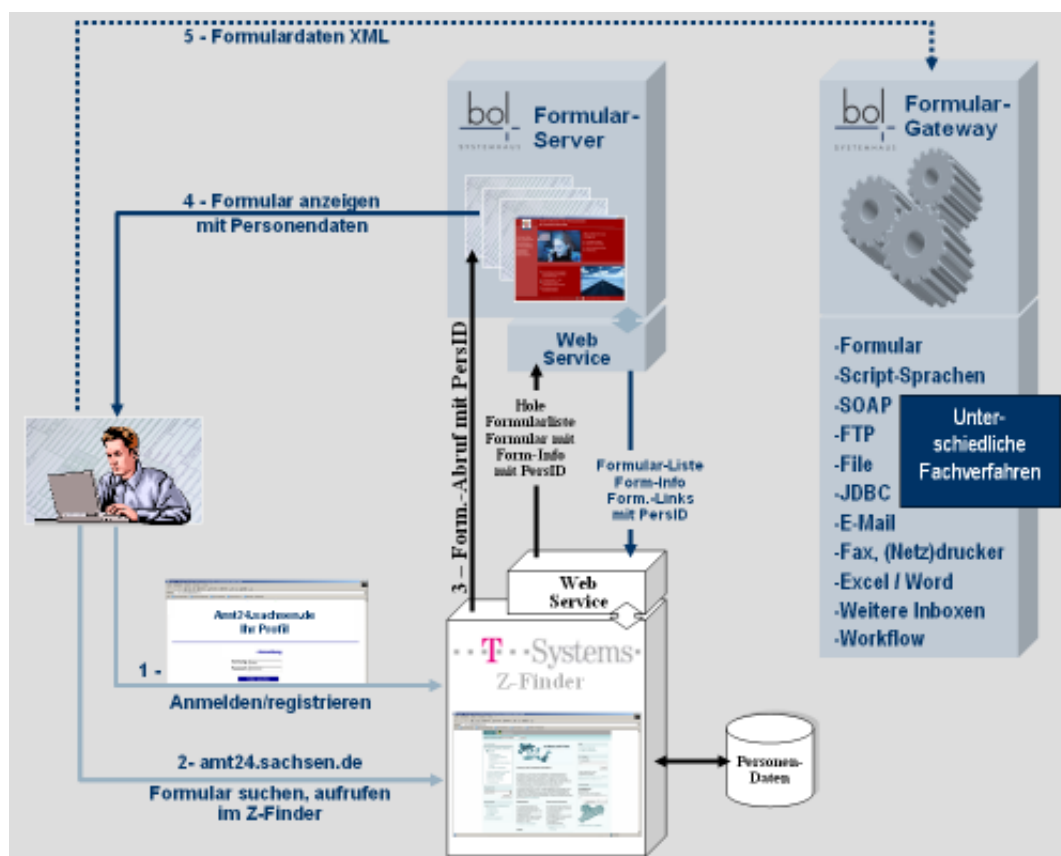 5 - Formulardaten XML
bol
SYSTEMHAUS
Formular-
Server
bol
SYSTEMHAUS
Formular-
Gateway
4 - Formular anzeigen
mit Personendaten
3 – Form.-Abruf mit PersID
Web
Service
Hole
Formularliste
Formular mit
Form-Info
mit PersID
Formular-Liste
Form-Info
Form.-Links
mit PersID
-Formular
-Script-Sprachen
-SOAP
-FTP
-File
-JDBC
-E-Mail
-Fax, (Netz)drucker
-Excel / Word
-Weitere Inboxen
-Workflow
Unter-
schiedliche
Fachverfahren
Web
Service
Amt24.sachsen.de
Ihr Profil
1 -
Anmelden/registrieren
···T··Systems·
Z-Finder
2- amt24.sachsen.de
Formular suchen, aufrufen
im Z-Finder
Personen-
Daten